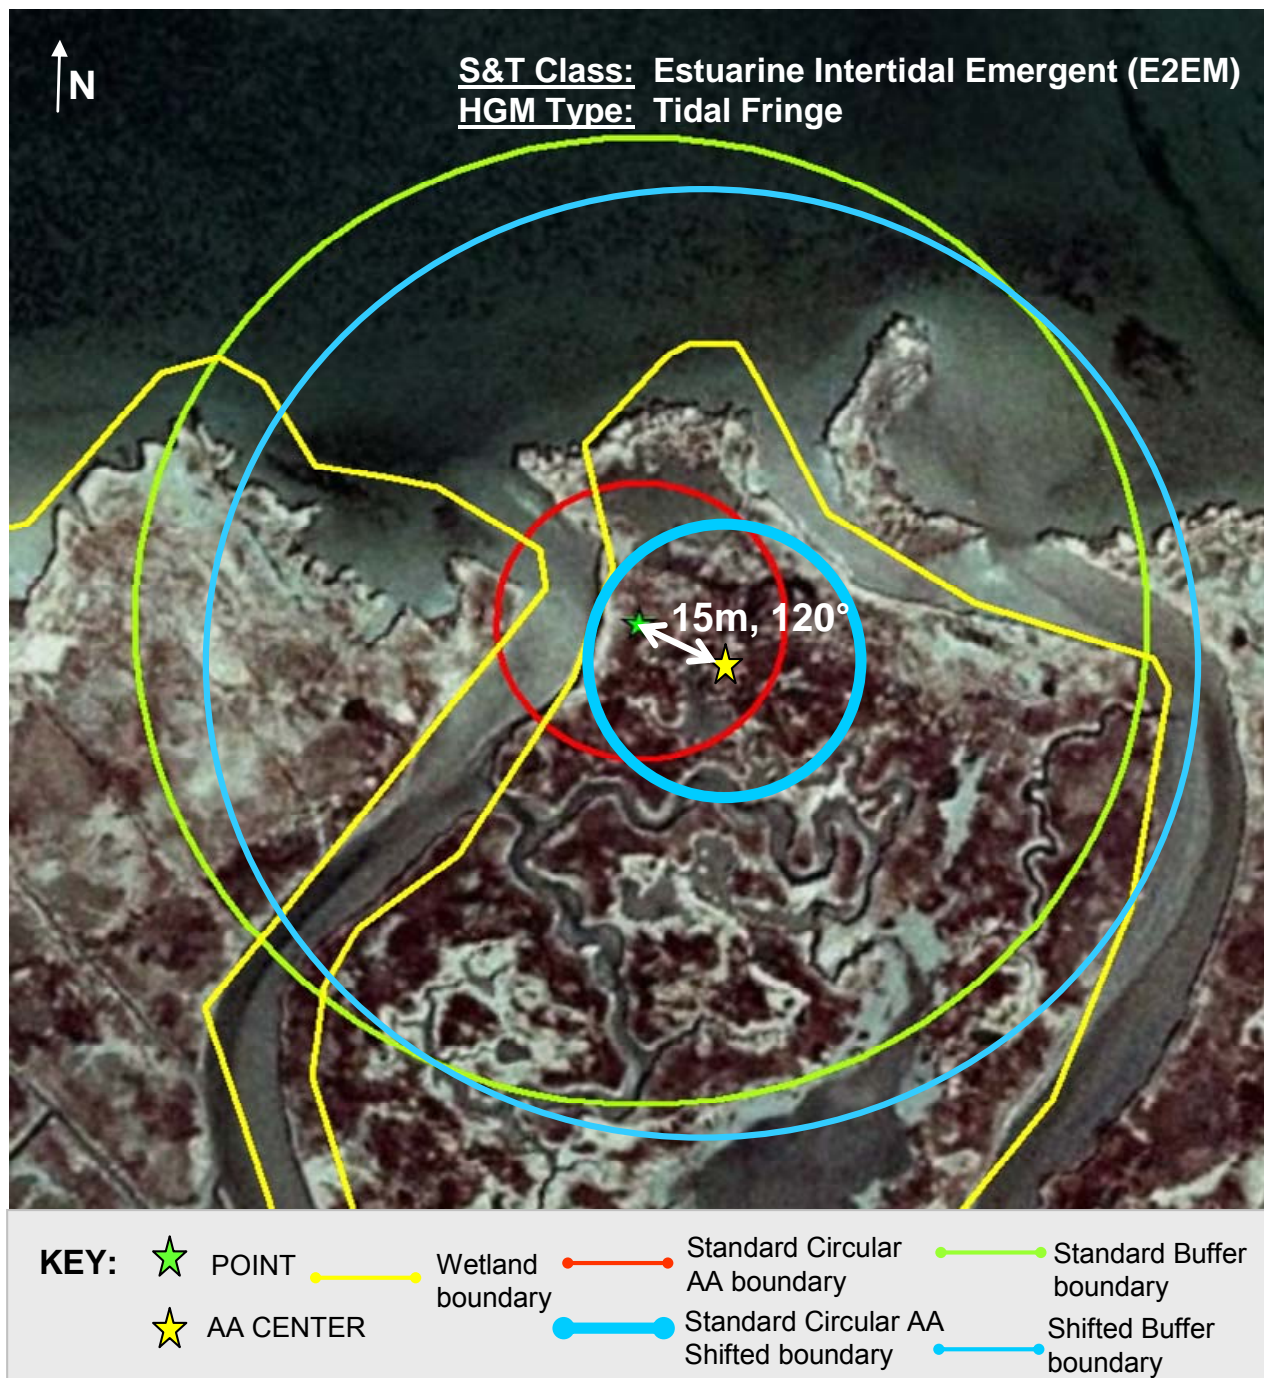 N
S&T Class: Estuarine Intertidal Emergent (E2EM)
HGM Type: Tidal Fringe
15m, 120°
KEY:
POINT
Wetland
boundary
Standard Circular
AA boundary
Standard Buffer
boundary
AA CENTER
Standard Circular AA
Shifted boundary
Shifted Buffer
boundary